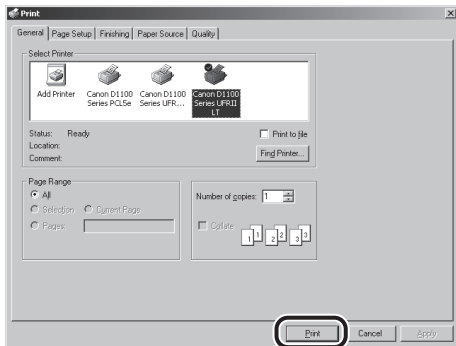 Print
General Page Setup Finishing Paper Source Quality
Select Printer
Add Printer Canon D1100 Series PCL5e Canon D1100 Series UFR... Canon D1100 Series UFRII LT
Status: Ready
Print to file
Location:
Comment:
Find Printer...
Page Range
All
Selection Current Page
Pages:
Number of copies: 1
Collate
1 1 2 2 3 3
Print Cancel Apply